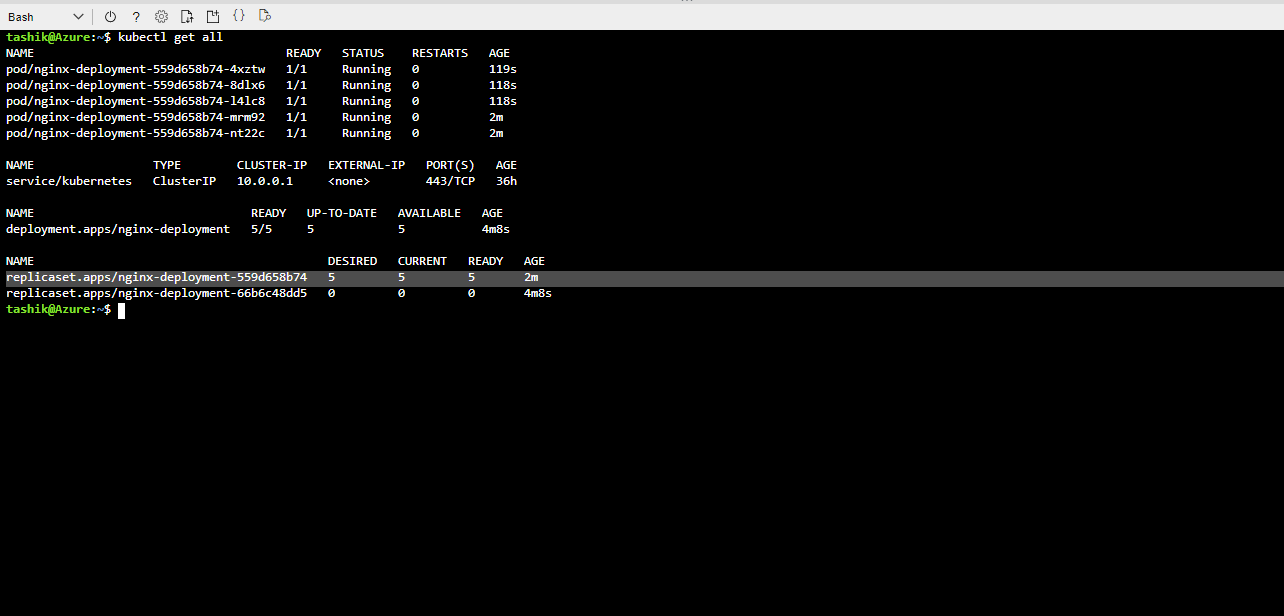 Bash
tashik@Azure:~$ kubectl get all
NAME READY STATUS RESTARTS AGE
pod/nginx-deployment-559d658b74-4xztw 1/1 Running 0 119s
pod/nginx-deployment-559d658b74-8dlx6 1/1 Running 0 118s
pod/nginx-deployment-559d658b74-l4lc8 1/1 Running 0 118s
pod/nginx-deployment-559d658b74-mrm92 1/1 Running 0 2m
pod/nginx-deployment-559d658b74-nt22c 1/1 Running 0 2m
NAME TYPE CLUSTER-IP EXTERNAL-IP PORT(S) AGE
service/kubernetes ClusterIP 10.0.0.1 <none> 443/TCP 36h
NAME READY UP-TO-DATE AVAILABLE AGE
deployment.apps/nginx-deployment 5/5 5 5 4m8s
NAME DESIRED CURRENT READY AGE
replicaset.apps/nginx-deployment-559d658b74 5 5 5 2m
replicaset.apps/nginx-deployment-66b6c48dd5 0 0 0 4m8s
tashik@Azure:~$